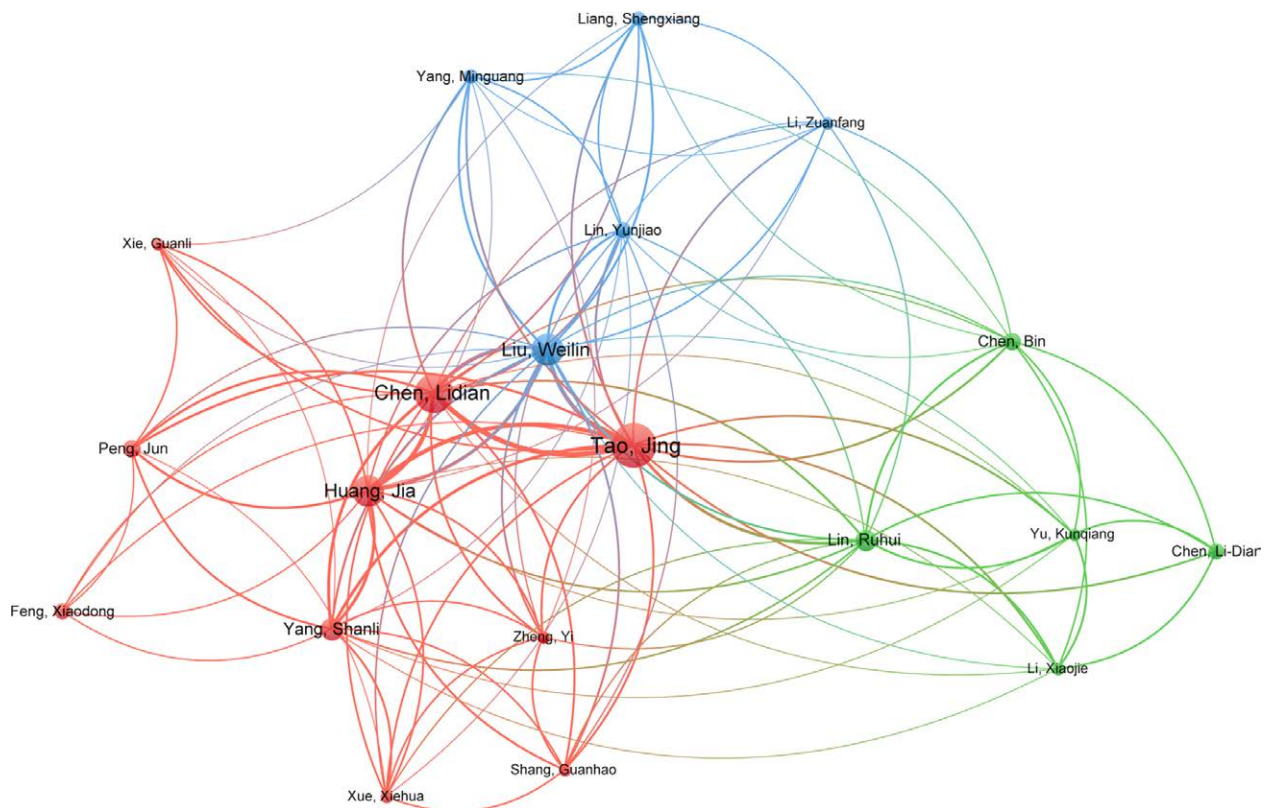 Liang, Shengxiang
Yang, Minguang
Li, Zuanfang
Lin, Yunjiao
Xie, Guanli
Chen, Bin
Liu, Weilin
Chen, Lidian
Tao, Jing
Peng, Jun
Huang, Jia
Yu, Kunqiang
Lin, Ruhui
Chen, Li-Dian
Feng, Xiaodong
Yang, Shanli
Zheng, Yi
Li, Xiaojie
Shang, Guanhao
Xue, Xiehua